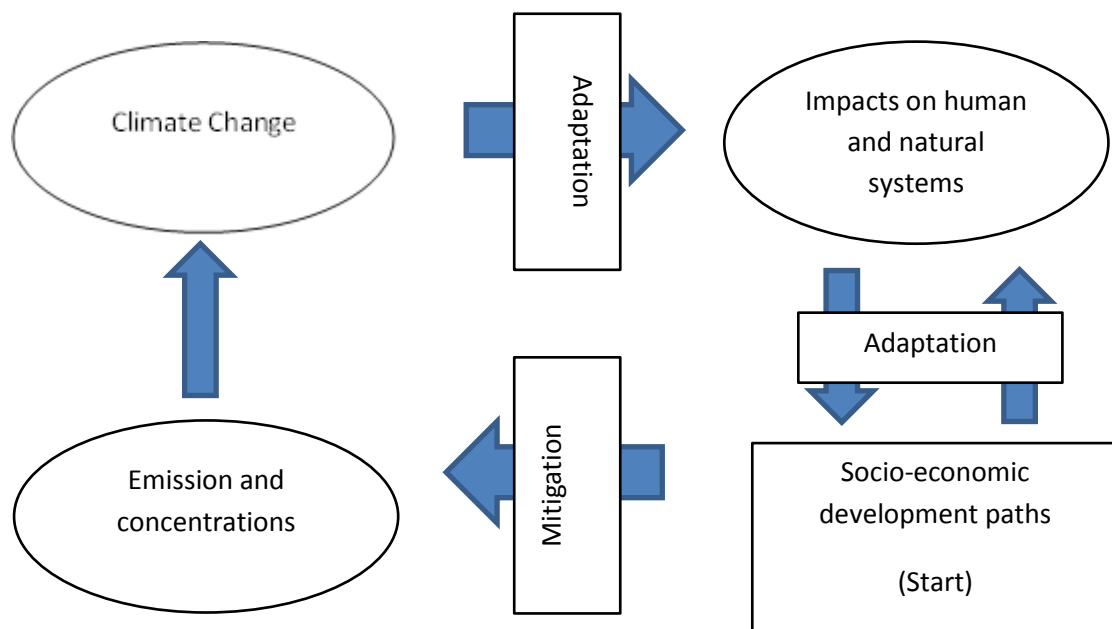 Climate Change
Adaptation
Impacts on human
and natural
systems
Adaptation
Emission and
concentrations
Mitigation
Socio-economic
development paths
(Start)